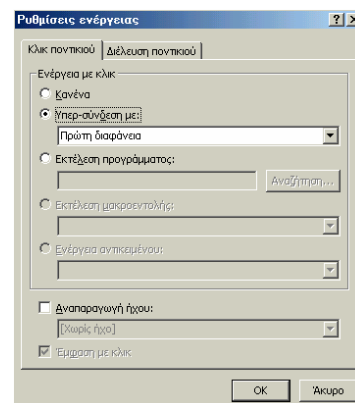 Ρυθμίσεις ενέργειας
Κλικ ποντικιού Διέλευση ποντικιού
Ενέργεια με κλικ
Κανένα
Υπερ-σύνδεση με:
Πρώτη διαφάνεια
Εκτέλεση προγράμματος:
Αναζήτηση...
Εκτέλεση μακροεντολής:
Ενέργεια αντικειμένου:
Αναπαραγωγή ήχου:
[Χωρίς ήχο]
Έμφαση με κλικ
OK Άκυρο